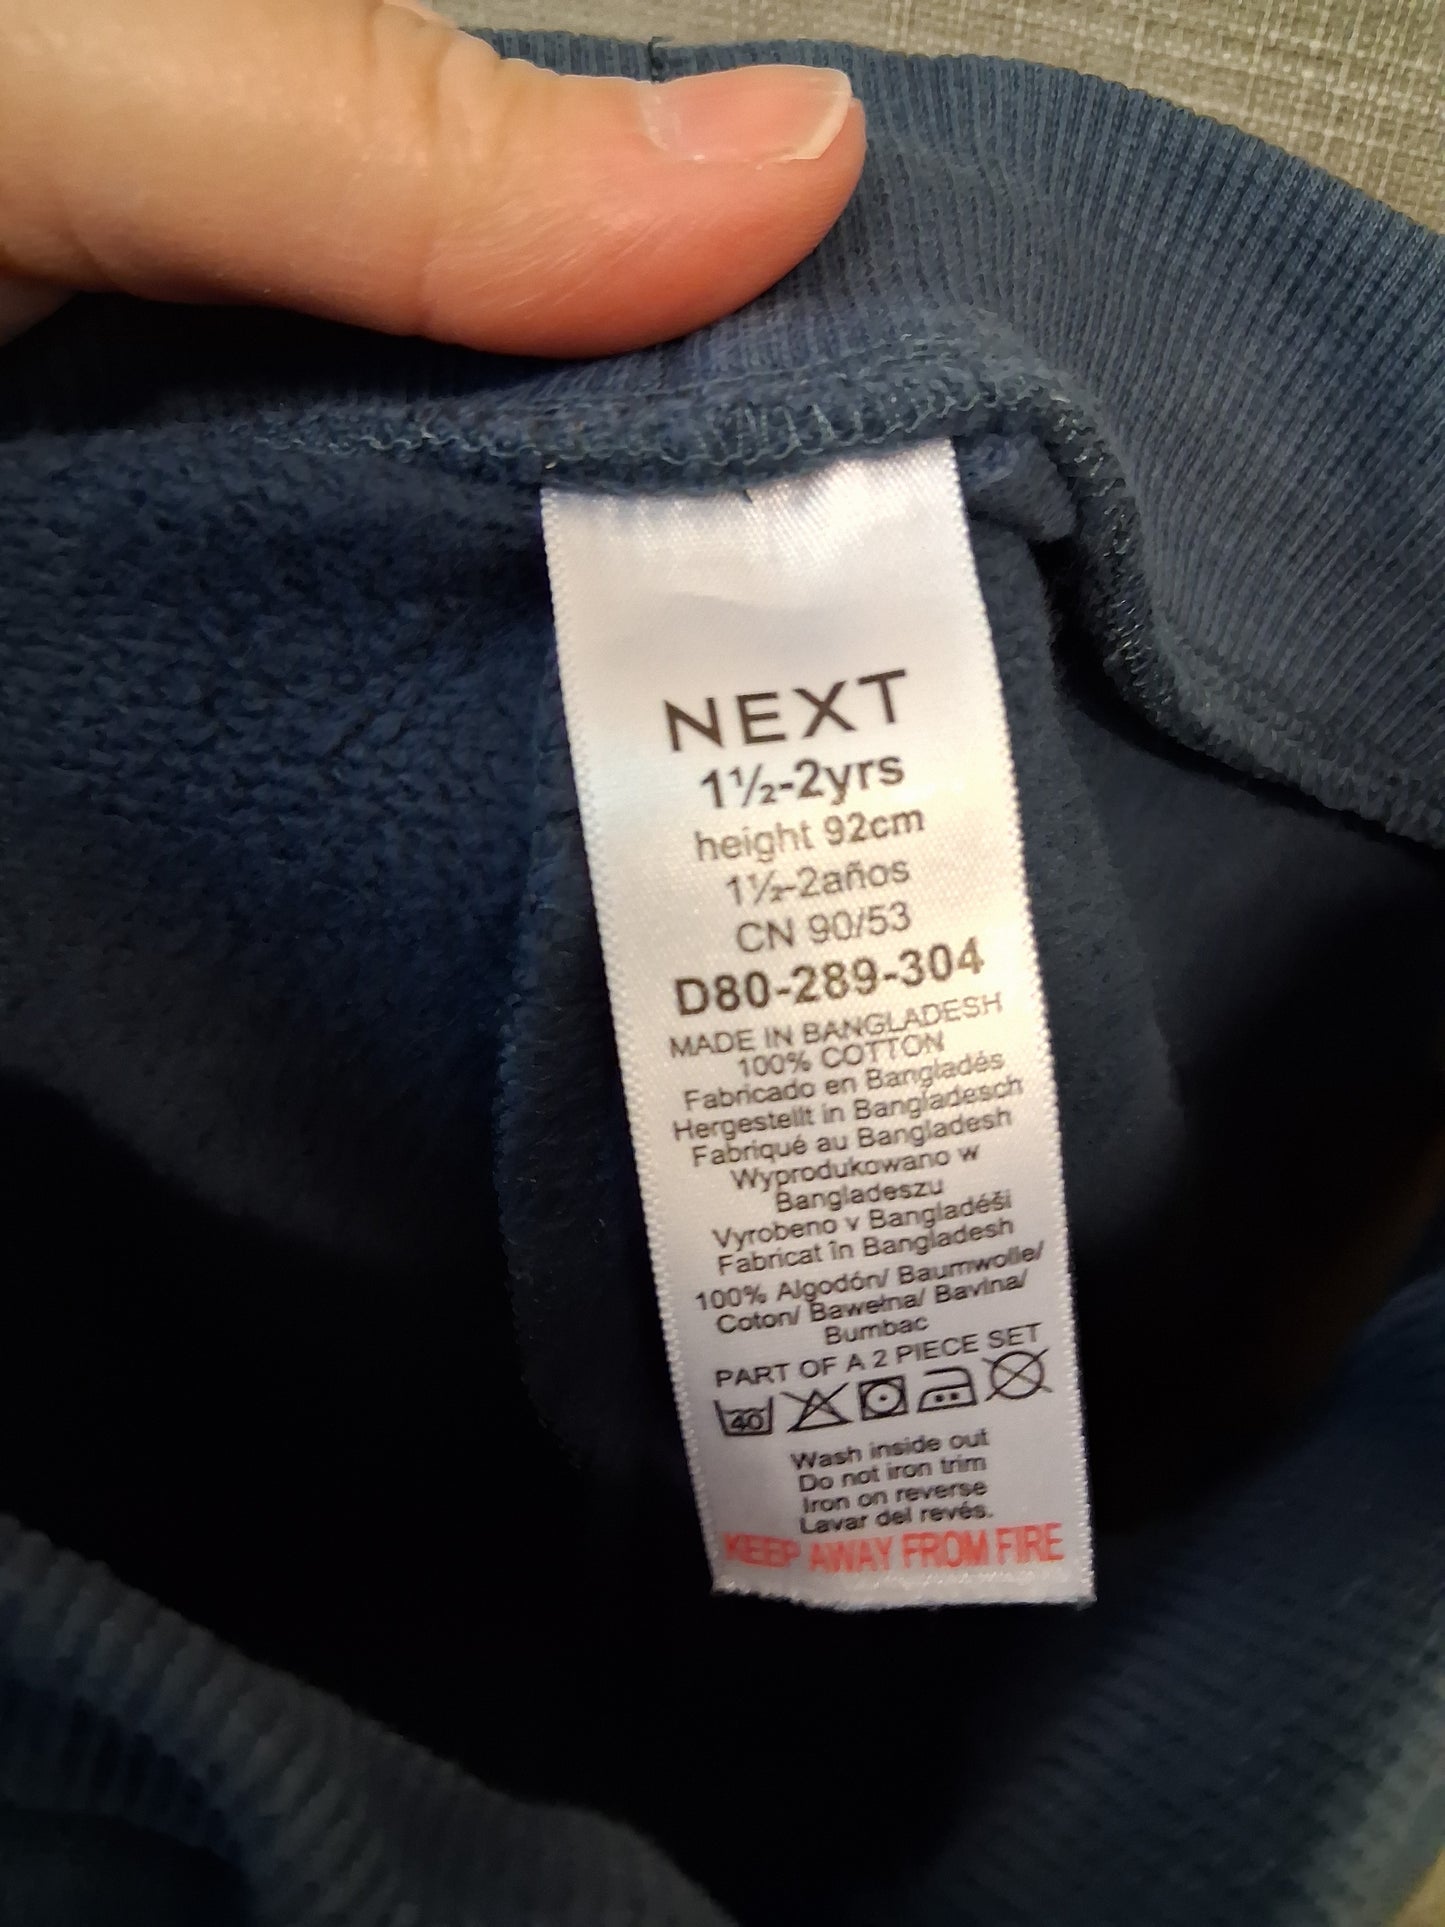 NEXT
1½-2yrs
height 92cm
1½-2años
CN 90/53
D80-289-304
MADE IN BANGLADESH
100% COTTON
Fabricado en Bangladés
Hergestellt in Bangladesch
Fabriqué au Bangladesh
Wyprodukowano w
Bangladeszu
Vyrobeno v Bangladéši
Fabricat în Bangladesh
100% Algodón/ Baumwolle/
Coton/ Bawełna/ Bavlna/
Bumbac
PART OF A 2 PIECE SET
40
Wash inside out
Do not iron trim
Iron on reverse
Lavar del revés.
KEEP AWAY FROM FIRE